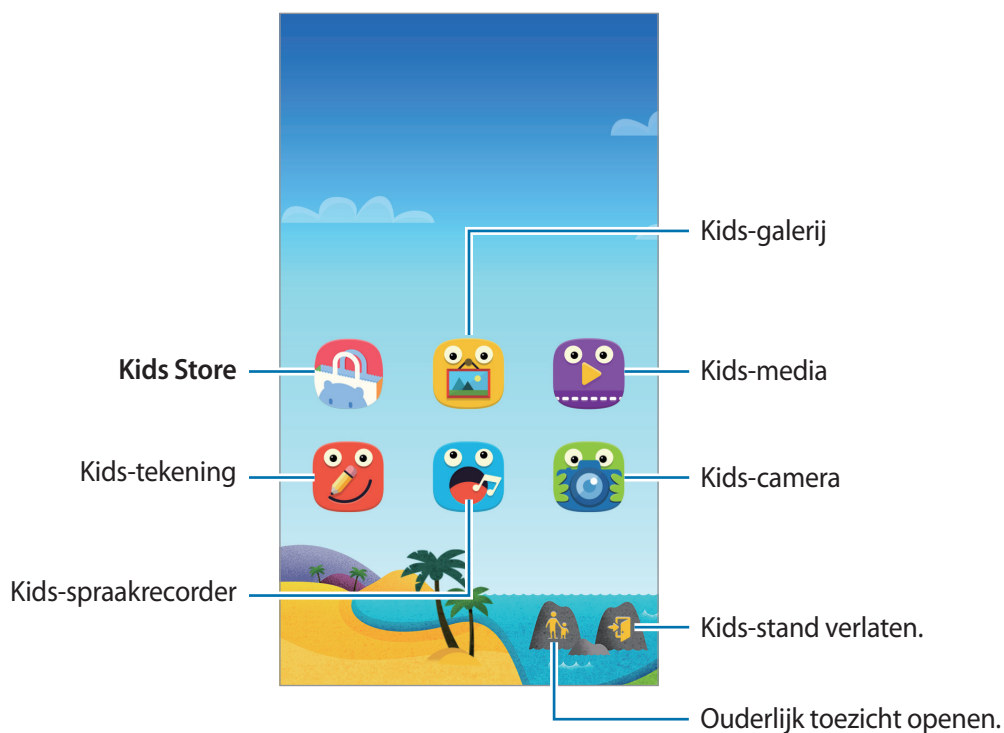 Kids-galerij
Kids Store
Kids-media
Kids-tekening
Kids-camera
Kids-spraakrecorder
Kids-stand verlaten.
Ouderlijk toezicht openen.